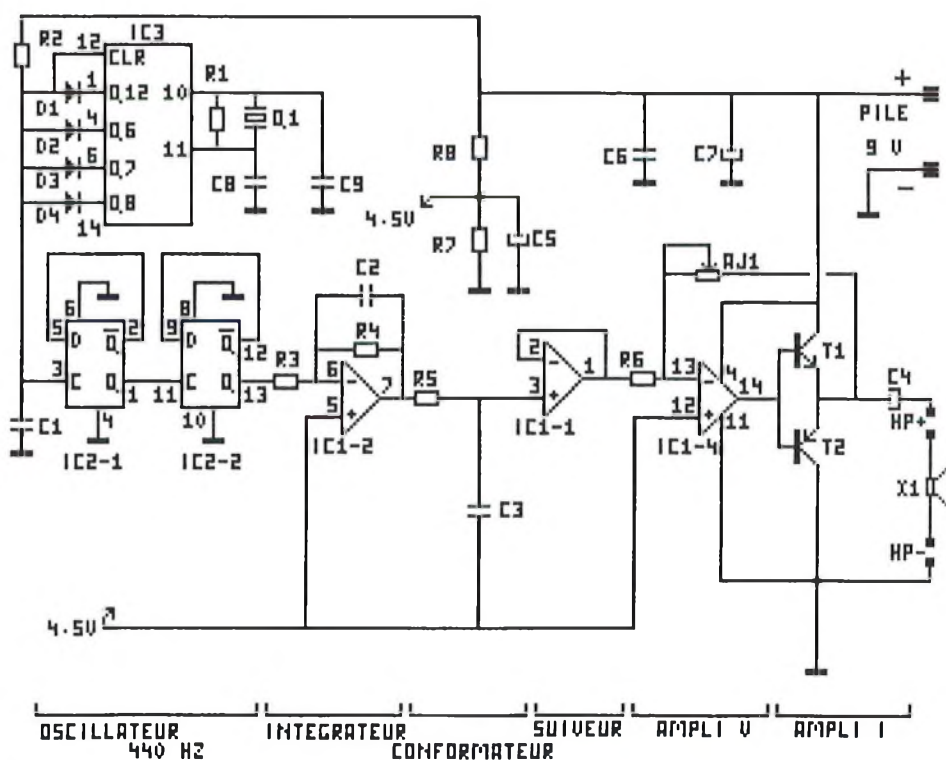 R2 12 IC3
CLR R1
1 Q12 10 Q1
D1 4 Q6
D2 6 Q7 11
D3 Q8 C8 C9
D4 14
R8 C6 C7
+
PILE
9 V
-
4.5V
R7 C5
AJ1
C2
6 8
5 2 9 R4
D Q D Q 12
3 C Q C Q R3 6 - 7 R5 2 - 1 R6 13 - 4 14 T1 C4
1 11 13 5 + 3 + 12 + 11 HP+
C1 4 10 IC1-2 IC1-1 IC1-4 T2
IC2-1 IC2-2 X1
C3
HP-
4.5V
OSCILLATEUR INTEGRATEUR SUIVEUR AMPLI V AMPLI I
440 HZ CONFORMATEUR